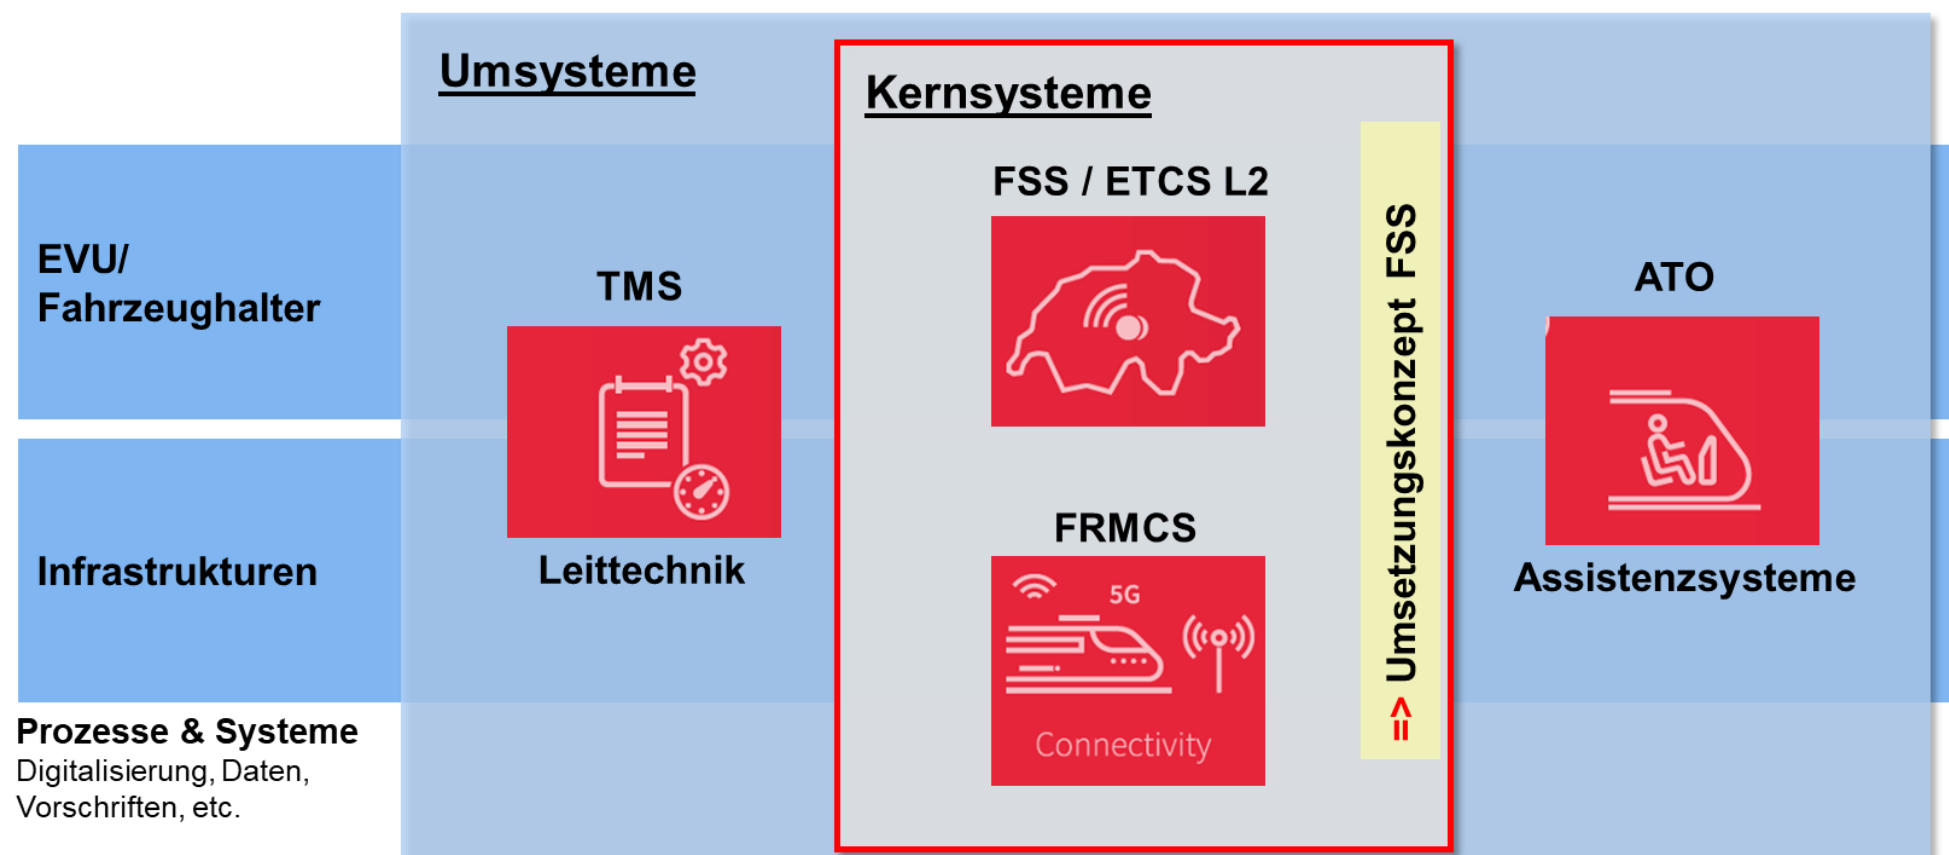 Umsysteme
Kernsysteme
EVU/
Fahrzeughalter
TMS
Leittechnik
FSS / ETCS L2
FRMCS
5G
Connectivity
=> Umsetzungskonzept FSS
ATO
Assistenzsysteme
Infrastrukturen
Prozesse & Systeme
Digitalisierung, Daten,
Vorschriften, etc.